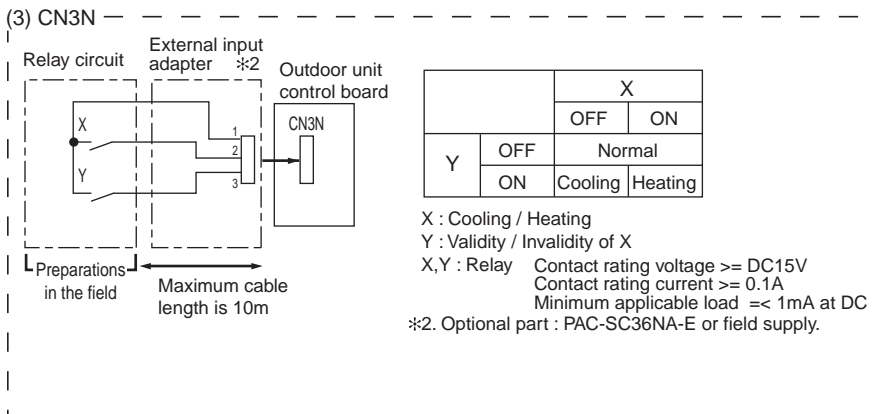 (3) CN3N
Relay circuit
External input
adapter ✻2
Outdoor unit
control board
X
Y
1
2
3
CN3N
Preparations
in the field
Maximum cable
length is 10m
X
OFF ON
Y OFF Normal
ON Cooling Heating
X : Cooling / Heating
Y : Validity / Invalidity of X
X,Y : Relay Contact rating voltage >= DC15V
Contact rating current >= 0.1A
Minimum applicable load =< 1mA at DC
✻2. Optional part : PAC-SC36NA-E or field supply.